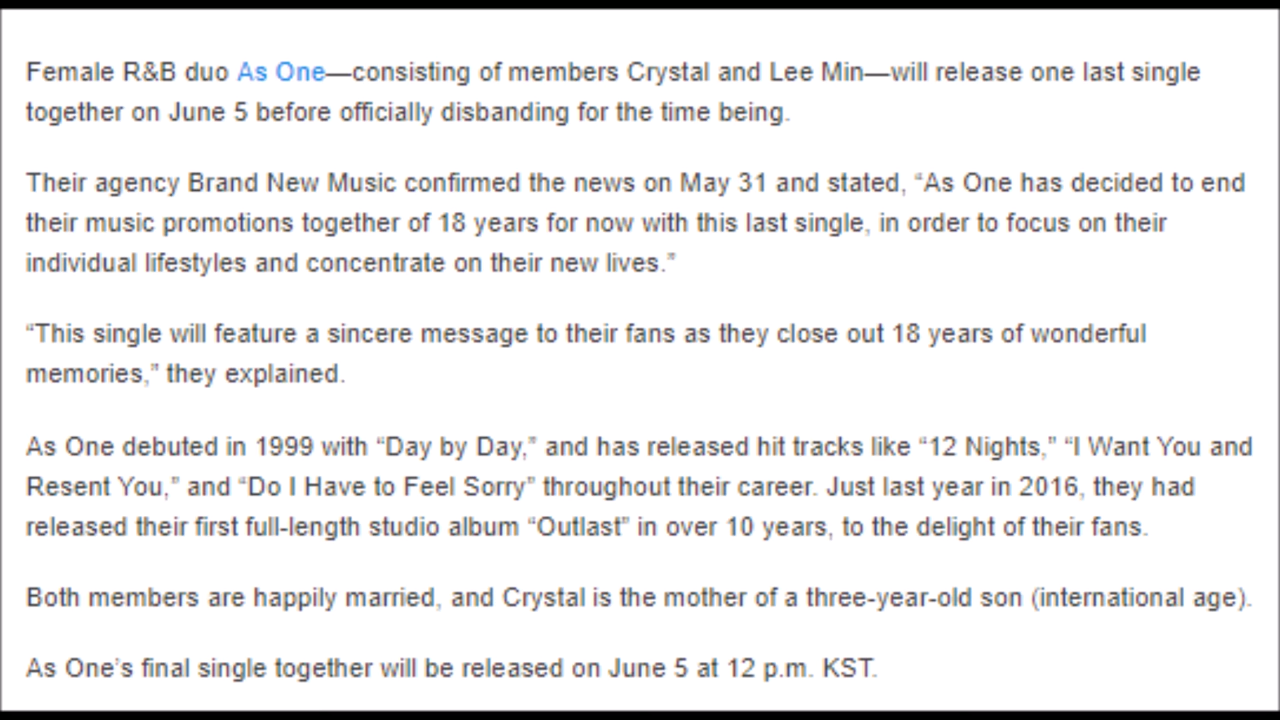 Female R&B duo As One—consisting of members Crystal and Lee Min—will release one last single
together on June 5 before officially disbanding for the time being.
Their agency Brand New Music confirmed the news on May 31 and stated, “As One has decided to end
their music promotions together of 18 years for now with this last single, in order to focus on their
individual lifestyles and concentrate on their new lives.”
“This single will feature a sincere message to their fans as they close out 18 years of wonderful
memories,” they explained.
As One debuted in 1999 with “Day by Day,” and has released hit tracks like “12 Nights,” “I Want You and
Resent You,” and “Do I Have to Feel Sorry” throughout their career. Just last year in 2016, they had
released their first full-length studio album “Outlast” in over 10 years, to the delight of their fans.
Both members are happily married, and Crystal is the mother of a three-year-old son (international age).
As One’s final single together will be released on June 5 at 12 p.m. KST.